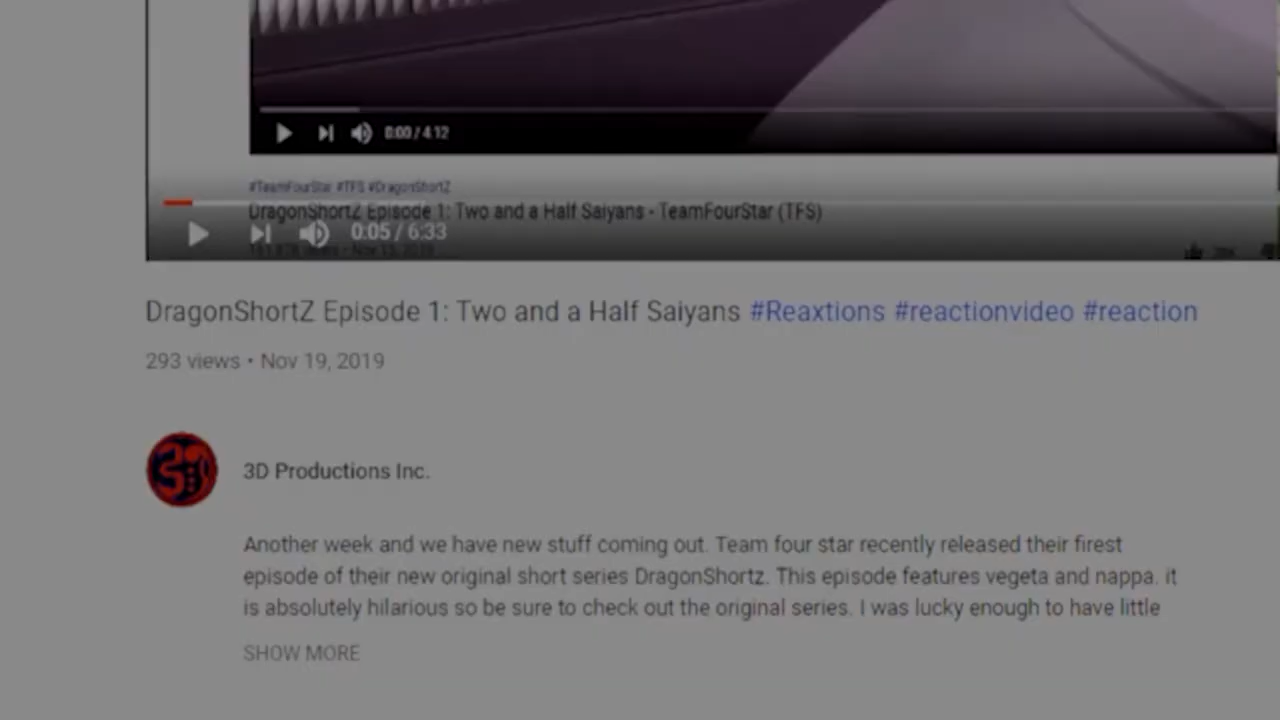 0:00 / 4:12
#TeamFourStar #TFS #DragonShortZ
DragonShortZ Episode 1: Two and a Half Saiyans - TeamFourStar (TFS)
0:05 / 6:33
DragonShortZ Episode 1: Two and a Half Saiyans #Reaxtions #reactionvideo #reaction
293 views • Nov 19, 2019
3D Productions Inc.
Another week and we have new stuff coming out. Team four star recently released their firest
episode of their new original short series DragonShortz. This episode features vegeta and nappa. it
is absolutely hilarious so be sure to check out the original series. I was lucky enough to have little
SHOW MORE